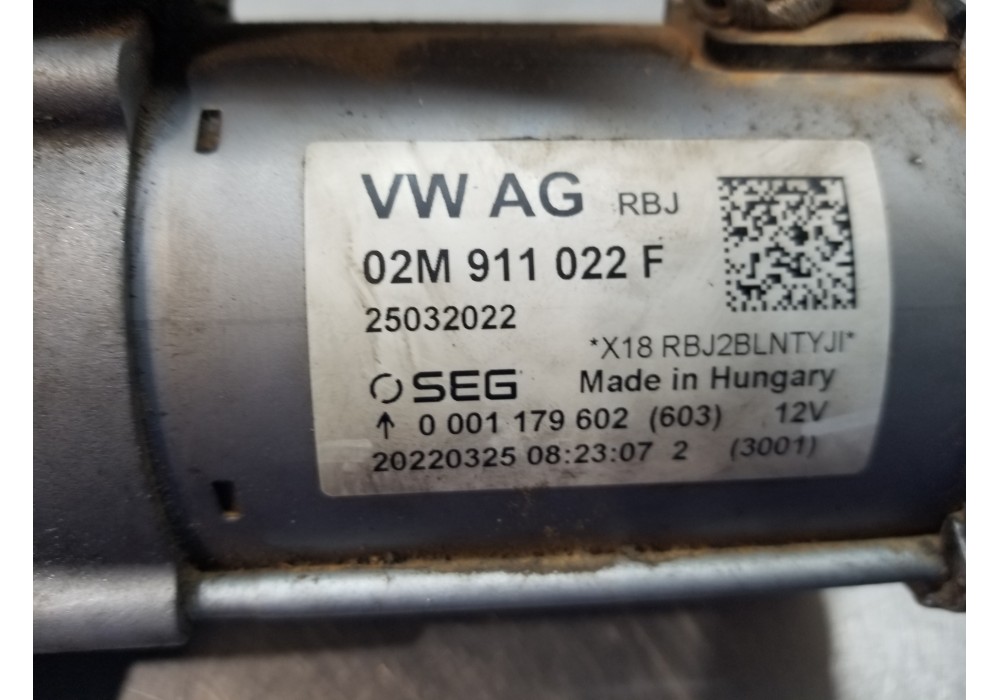 VW AG RBJ
02M 911 022 F
25032022
*X18 RBJ2BLNTYJI*
SEG Made in Hungary
↑ 0 001 179 602 (603) 12V
20220325 08:23:07 2 (3001)